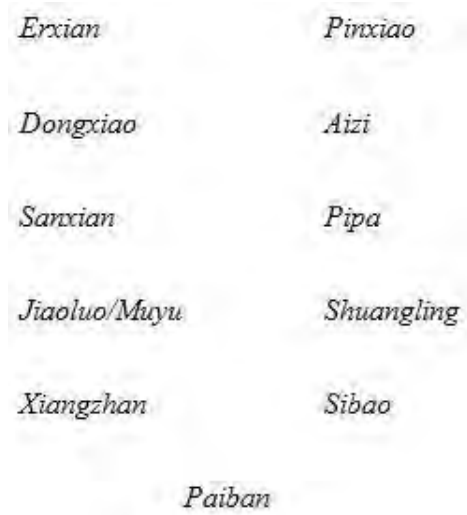 Erxian Pinxiao
Dongxiao Aizi
Sanxian Pipa
Jiaoluo/Muyu Shuangling
Xiangzhan Sibao
Paiban